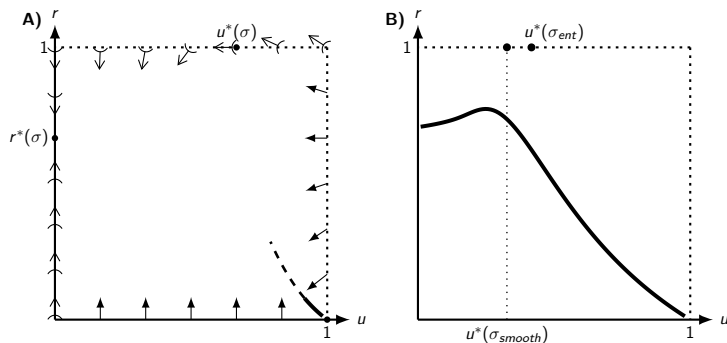 A)
r
u*(σ)
1
r*(σ)
u
1
B)
r
u*(σ_ent)
1
u
u*(σ_smooth)
1